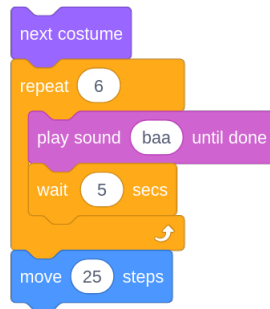 next costume
repeat 6
play sound baa until done
wait 5 secs
move 25 steps